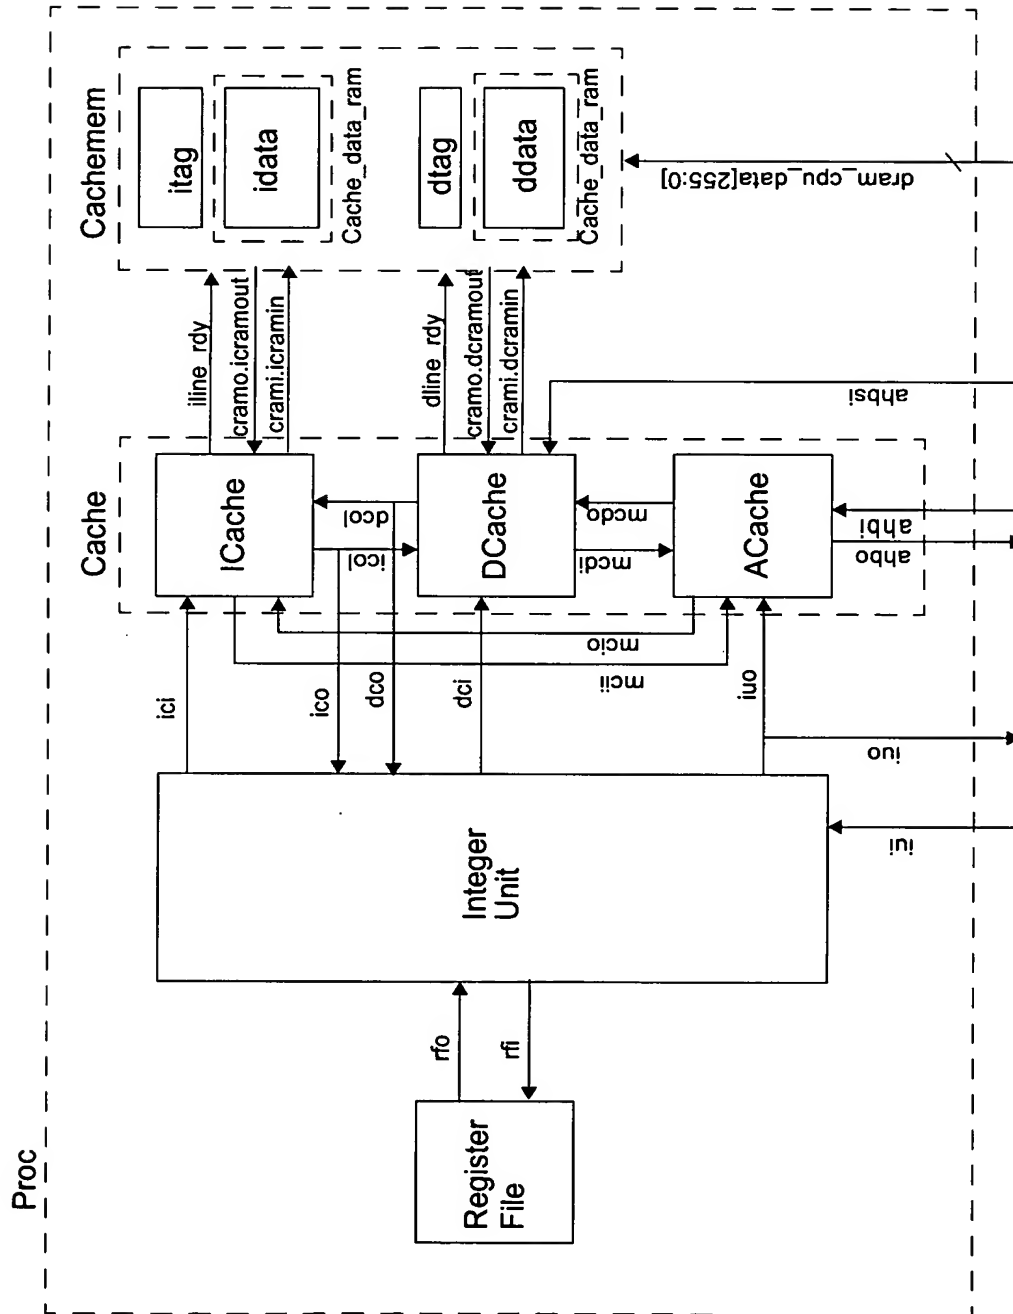 Proc
Cachemem
itag
idata
Cache_data_ram
dtag
ddata
Cache_data_ram
dram_cpu_data[255:0]
iline_rdy
cramo.icramout
crami.icramin
dline_rdy
cramo.dcramout
crami.dcramin
ahbsi
Cache
ICache
dcol
icol
DCache
mcdo
mcdi
ACache
ahbi
ahbo
mcio
mcii
ici
ico
dco
dci
iuo
iuo
iui
Integer
Unit
rfo
rfi
Register
File